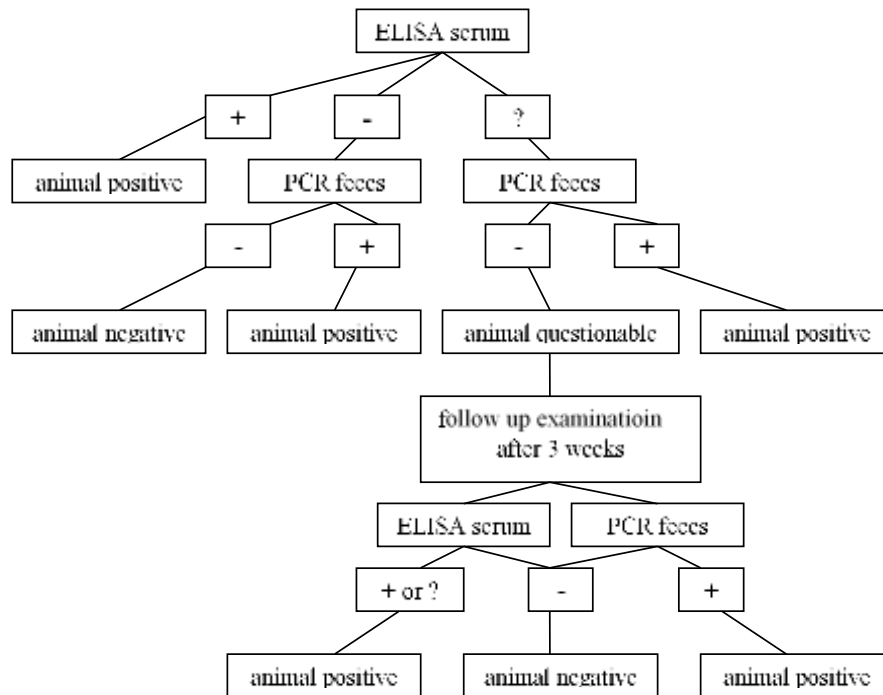 ELISA serum
+
-
?
animal positive
PCR feces
PCR feces
-
+
-
+
animal negative
animal positive
animal questionable
animal positive
follow up examinatioin
after 3 weeks
ELISA serum
PCR feces
+ or ?
-
+
animal positive
animal negative
animal positive